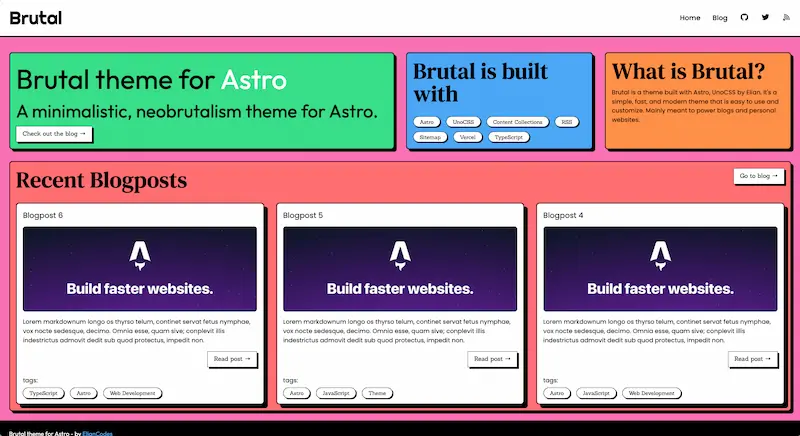 Brutal
Home Blog
Brutal theme for Astro
A minimalistic, neobrutalism theme for Astro.
Check out the blog →
Brutal is built
with
Astro UnoCSS Content Collections RSS
Sitemap Vercel TypeScript
What is Brutal?
Brutal is a theme built with Astro, UnoCSS by Elian. It's a
simple, fast, and modern theme that is easy to use and
customize. Mainly meant to power blogs and personal
websites.
Recent Blogposts
Go to blog →
Blogpost 6
Build faster websites.
Lorem markdownum longo os thyrso telum, continet servat fetus nymphae,
vox nocte sedesque, decimo. Omnia esse, quam sive; conplevit illis
indestrictus admovit dedit sub quod protectus, impedit non.
Read post →
tags:
TypeScript Astro Web Development
Blogpost 5
Build faster websites.
Lorem markdownum longo os thyrso telum, continet servat fetus nymphae,
vox nocte sedesque, decimo. Omnia esse, quam sive; conplevit illis
indestrictus admovit dedit sub quod protectus, impedit non.
Read post →
tags:
Astro JavaScript Theme
Blogpost 4
Build faster websites.
Lorem markdownum longo os thyrso telum, continet servat fetus nymphae,
vox nocte sedesque, decimo. Omnia esse, quam sive; conplevit illis
indestrictus admovit dedit sub quod protectus, impedit non.
Read post →
tags:
Astro JavaScript Web Development
Brutal theme for Astro - by ElianCodes